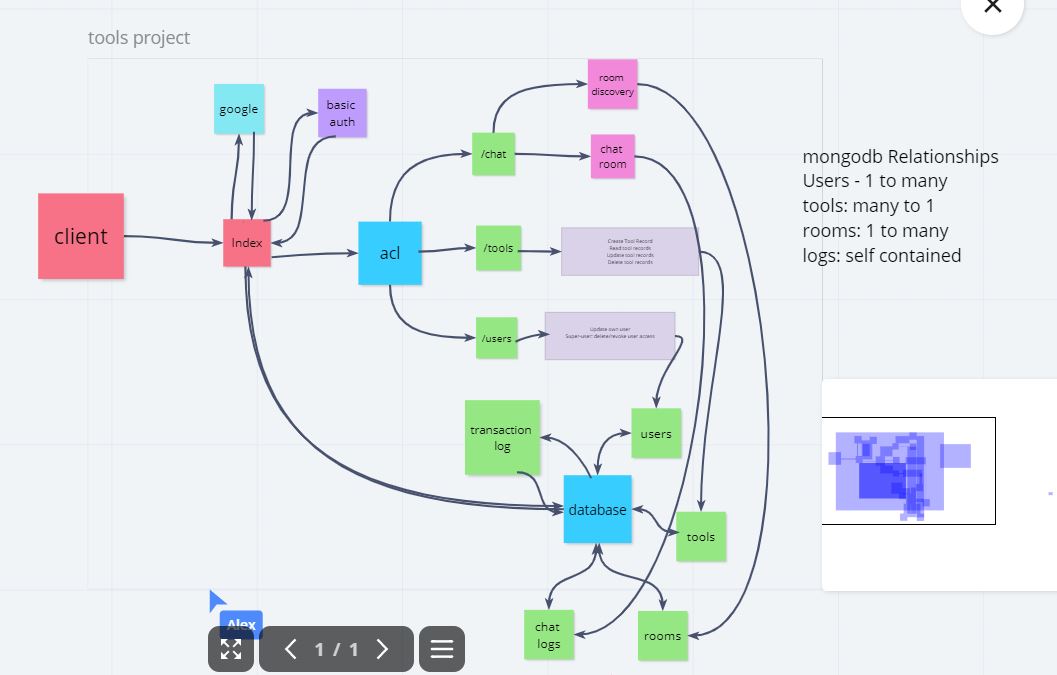 tools project
google
basic
auth
client
Index
acl
/chat
/tools
/users
room
discovery
chat
room
Create Tool Record
Read tool records
Update tool records
Delete tool records
Update own user
Super-user: delete/revoke user access
mongodb Relationships
Users - 1 to many
tools: many to 1
rooms: 1 to many
logs: self contained
transaction
log
users
database
tools
chat
logs
rooms
Alex
1 / 1